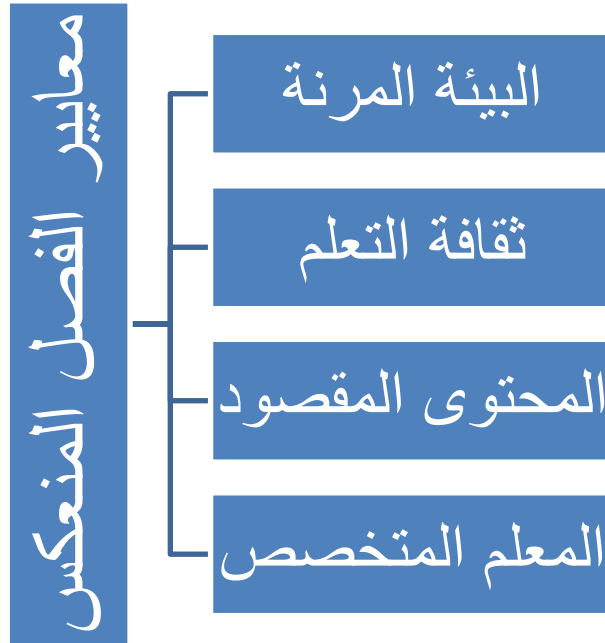 معايير الفصل المنعكس
البيئة المرنة
ثقافة التعلم
المحتوى المقصود
المعلم المتخصص